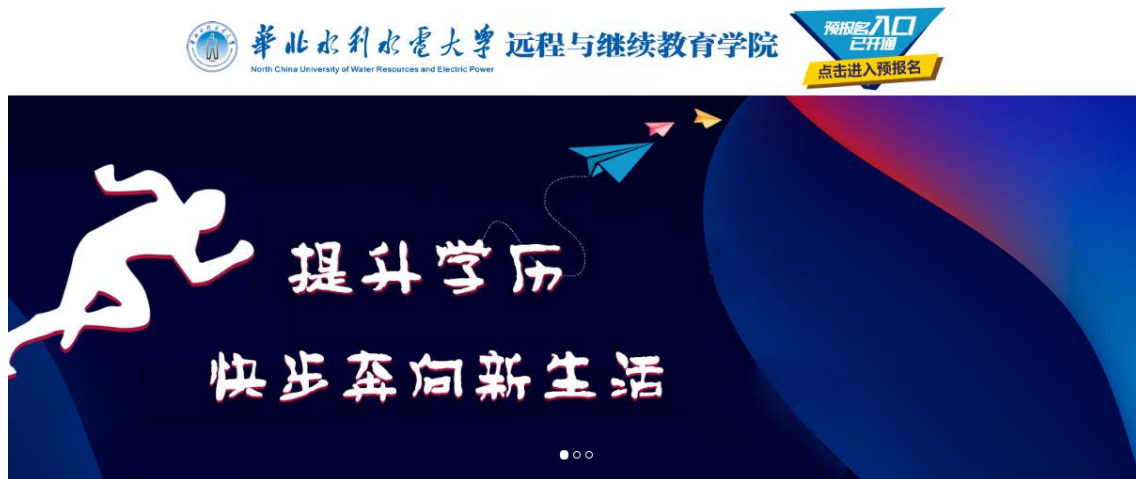 华北水利水电大学 远程与继续教育学院
North China University of Water Resources and Electric Power
预报名入口
已开通
点击进入预报名
提升学历
快步奔向新生活